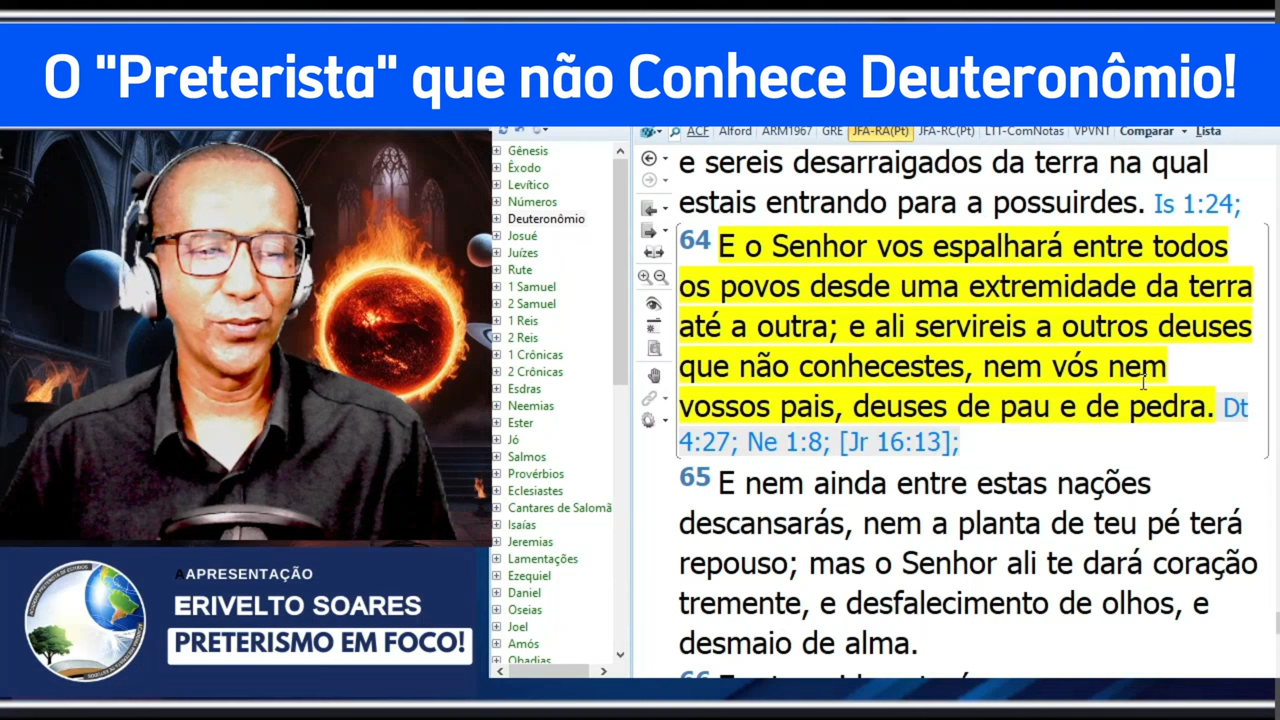 O "Preterista" que não Conhece Deuteronômio!
ACF Alford ARM1967 GRE JFA-RA(Pt) JFA-RC(Pt) LTT-ComNotas VPVNT Comparar Lista
Gênesis
Êxodo
Levítico
Números
Deuteronômio
Josué
Juízes
Rute
1 Samuel
2 Samuel
1 Reis
2 Reis
1 Crônicas
2 Crônicas
Esdras
Neemias
Ester
Jó
Salmos
Provérbios
Eclesiastes
Cantares de Salomã
Isaías
Jeremias
Lamentações
Ezequiel
Daniel
Oseias
Joel
Amós
Obadias
e sereis desarraigados da terra na qual
estais entrando para a possuirdes. Is 1:24;
64 E o Senhor vos espalhará entre todos
os povos desde uma extremidade da terra
até a outra; e ali servireis a outros deuses
que não conhecestes, nem vós nem
vossos pais, deuses de pau e de pedra. Dt
4:27; Ne 1:8; [Jr 16:13];
65 E nem ainda entre estas nações
descansarás, nem a planta de teu pé terá
repouso; mas o Senhor ali te dará coração
tremente, e desfalecimento de olhos, e
desmaio de alma.
AAPRESENTAÇÃO
ERIVELTO SOARES
PRETERISMO EM FOCO!